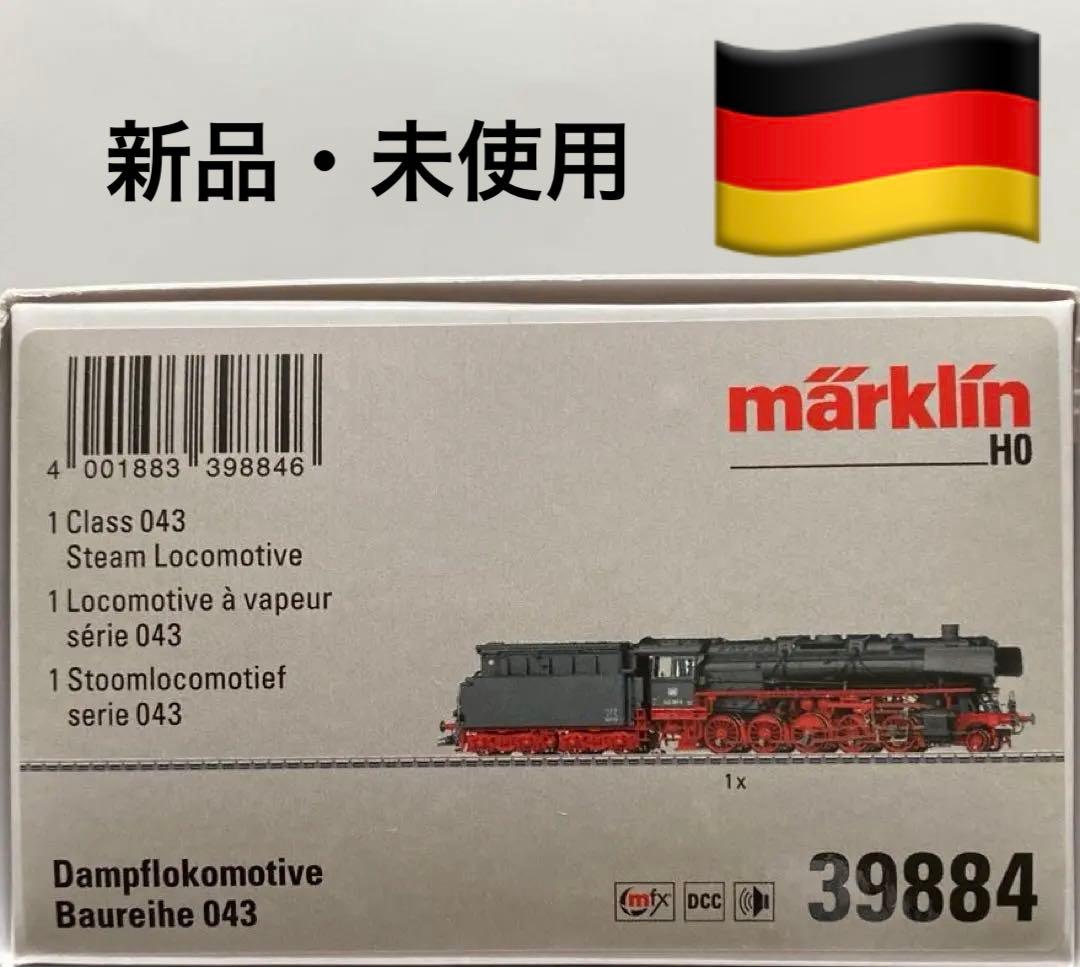 新品・未使用
4 001883 398846
märklín
H0
1 Class 043
Steam Locomotive
1 Locomotive à vapeur
série 043
1 Stoomlocomotief
serie 043
1x
Dampflokomotive
Baureihe 043
mfx DCC
39884